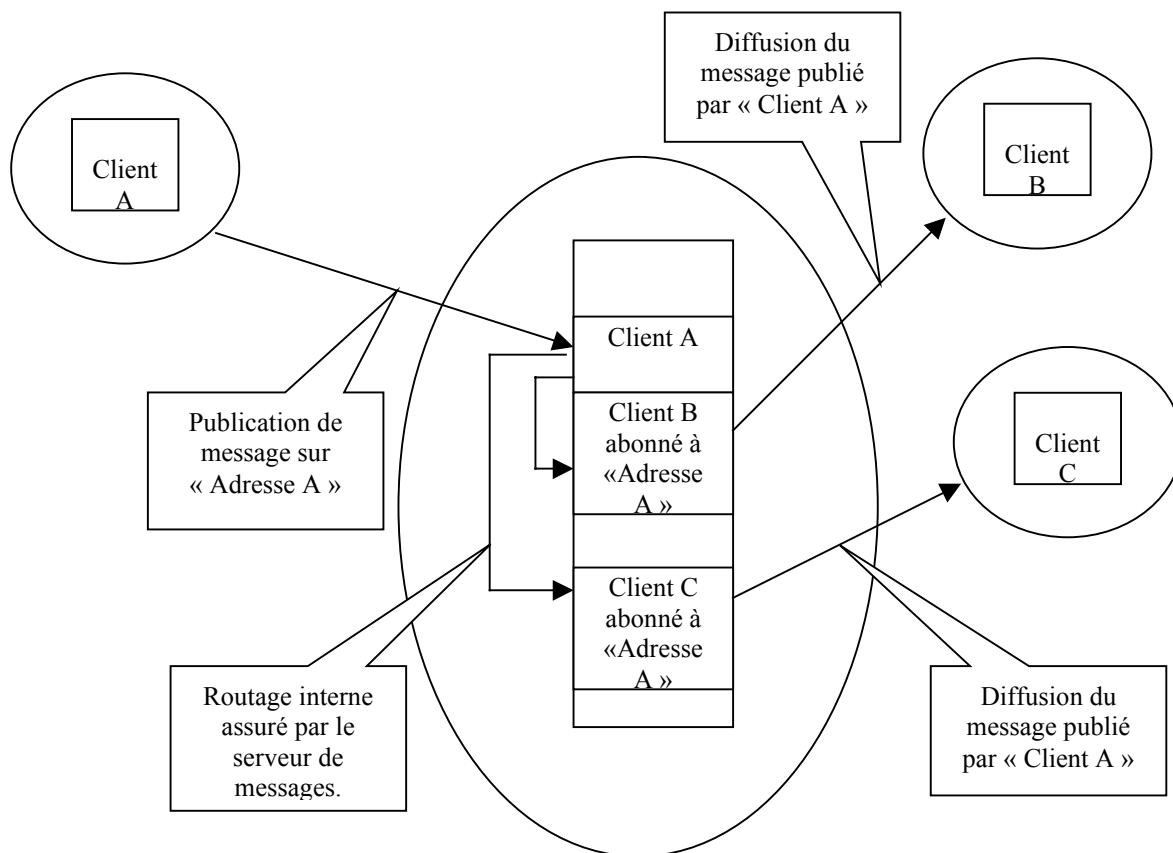 Diffusion du
message publié
par « Client A »
Client
A
Client
B
Client A
Publication de
message sur
« Adresse A »
Client B
abonné à
«Adresse
A »
Client
C
Client C
abonné à
«Adresse
A »
Routage interne
assuré par le
serveur de
messages.
Diffusion du
message publié
par « Client A »